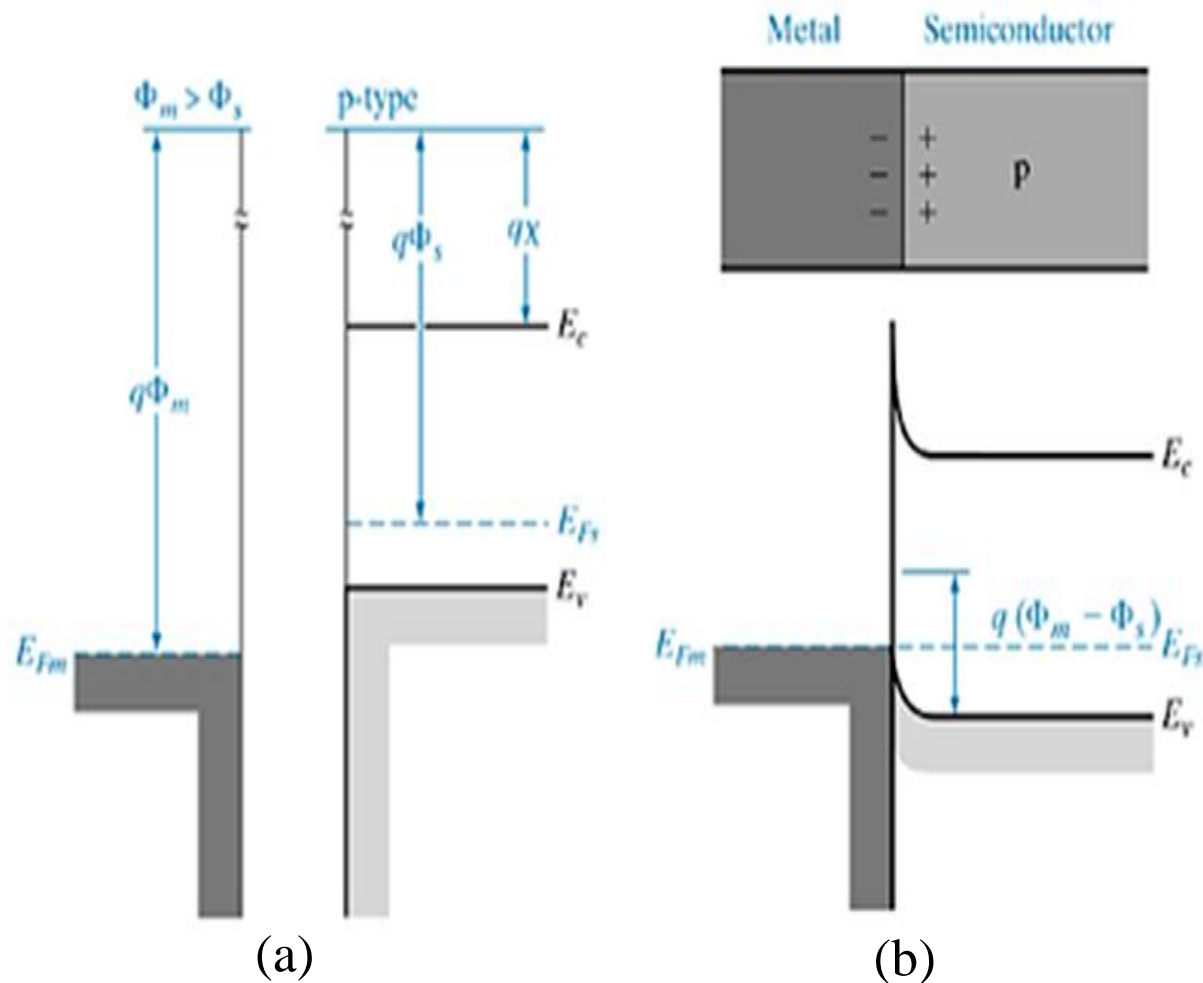 Φm > Φs
p-type
qΦm
qΦs
qχ
Ec
EFs
Ev
EFm
(a)
Metal
Semiconductor
− +
− +
− +
p
Ec
q (Φm − Φs)
EFm
EFs
Ev
(b)